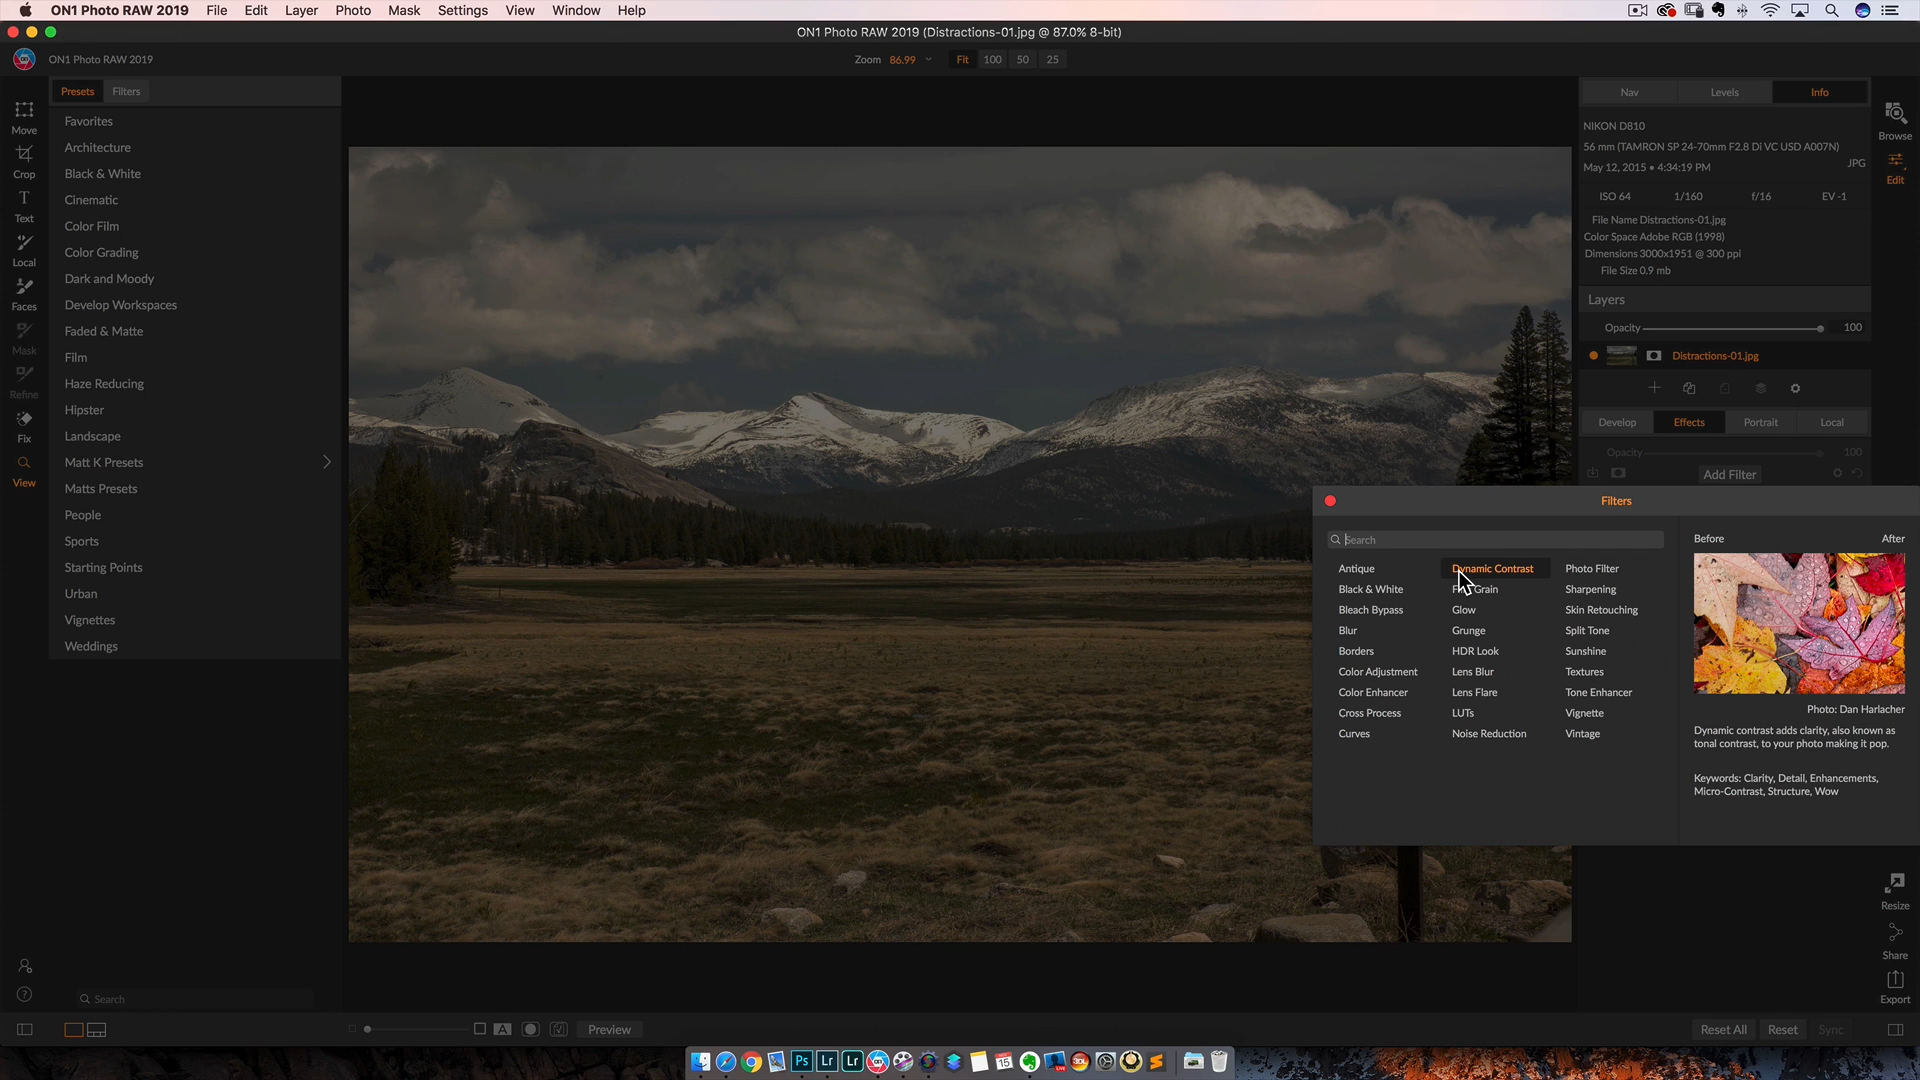 ON1 Photo RAW 2019 File Edit Layer Photo Mask Settings View Window Help
ON1 Photo RAW 2019 (Distractions-01.jpg @ 87.0% 8-bit)
ON1 Photo RAW 2019
Zoom 86.99 Fit 100 50 25
Presets Filters
Favorites
Architecture
Black & White
Cinematic
Color Film
Color Grading
Dark and Moody
Develop Workspaces
Faded & Matte
Film
Haze Reducing
Hipster
Landscape
Matt K Presets
Matts Presets
People
Sports
Starting Points
Urban
Vignettes
Weddings
Move
Crop
Text
Local
Faces
Mask
Refine
Fix
View
Search
Nav Levels Info
NIKON D810
56 mm (TAMRON SP 24-70mm F2.8 Di VC USD A007N)
May 12, 2015 • 4:34:19 PM
JPG
ISO 64 1/160 f/16 EV -1
File Name Distractions-01.jpg
Color Space Adobe RGB (1998)
Dimensions 3000x1951 @ 300 ppi
File Size 0.9 mb
Layers
Opacity 100
Distractions-01.jpg
Develop Effects Portrait Local
Opacity 100
Add Filter
Browse
Edit
Filters
Search
Antique
Black & White
Bleach Bypass
Blur
Borders
Color Adjustment
Color Enhancer
Cross Process
Curves
Dynamic Contrast
Grain
Glow
Grunge
HDR Look
Lens Blur
Lens Flare
LUTs
Noise Reduction
Photo Filter
Sharpening
Skin Retouching
Split Tone
Sunshine
Textures
Tone Enhancer
Vignette
Vintage
Before After
Photo: Dan Harlacher
Dynamic contrast adds clarity, also known as
tonal contrast, to your photo making it pop.
Keywords: Clarity, Detail, Enhancements,
Micro-Contrast, Structure, Wow
Resize
Share
Export
A Preview
Reset All Reset Sync
Ps Lr Lr 15